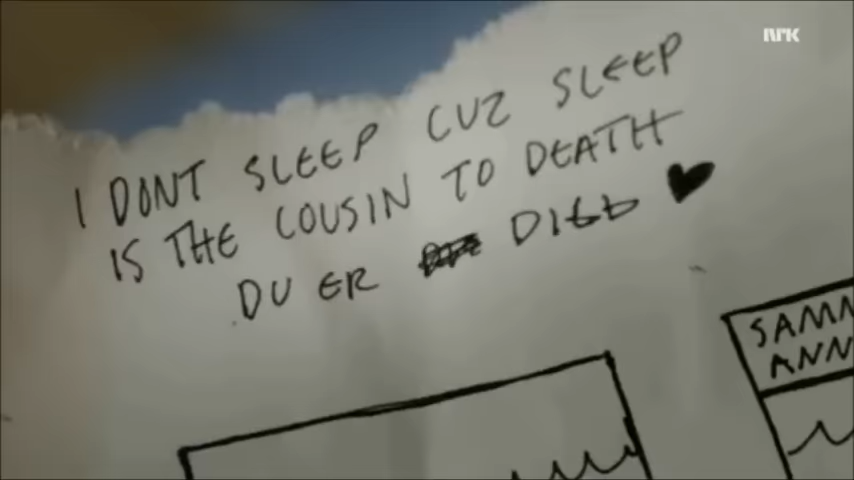 NRK
I DONT SLEEP CUZ SLEEP
IS THE COUSIN TO DEATH
DU ER DIGG ♥
SAMM
ANN